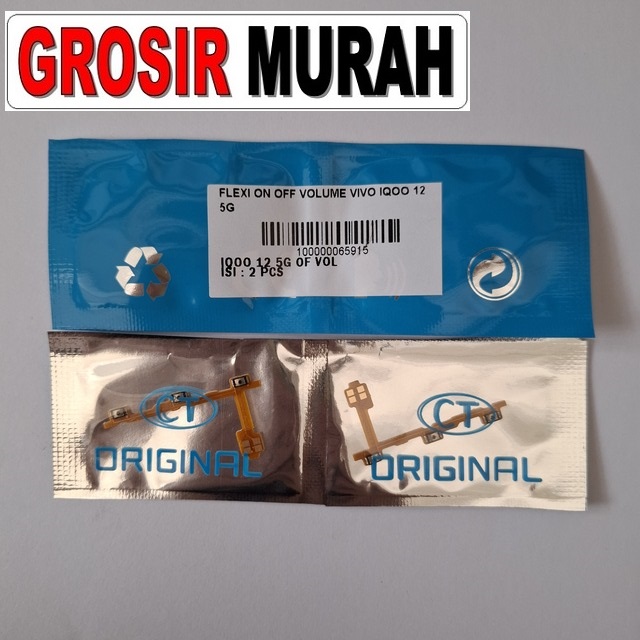 GROSIR MURAH
FLEXI ON OFF VOLUME VIVO IQOO 12
5G
100000065915
IQOO 12 5G OF VOL
ISI : 2 PCS
CT
ORIGINAL
CT
ORIGINAL